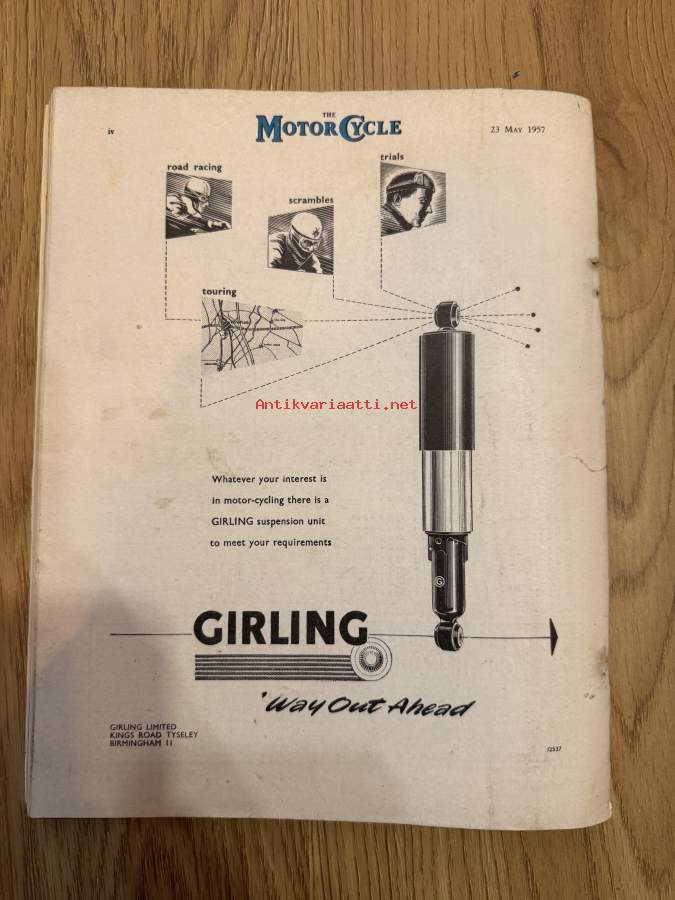 iv
THE
MOTOR CYCLE
23 MAY 1957
road racing
scrambles
trials
touring
Antikvariaatti.net
Whatever your interest is
in motor-cycling there is a
GIRLING suspension unit
to meet your requirements
G
GIRLING
'Way Out Ahead
GIRLING LIMITED
KINGS ROAD TYSELEY
BIRMINGHAM 11